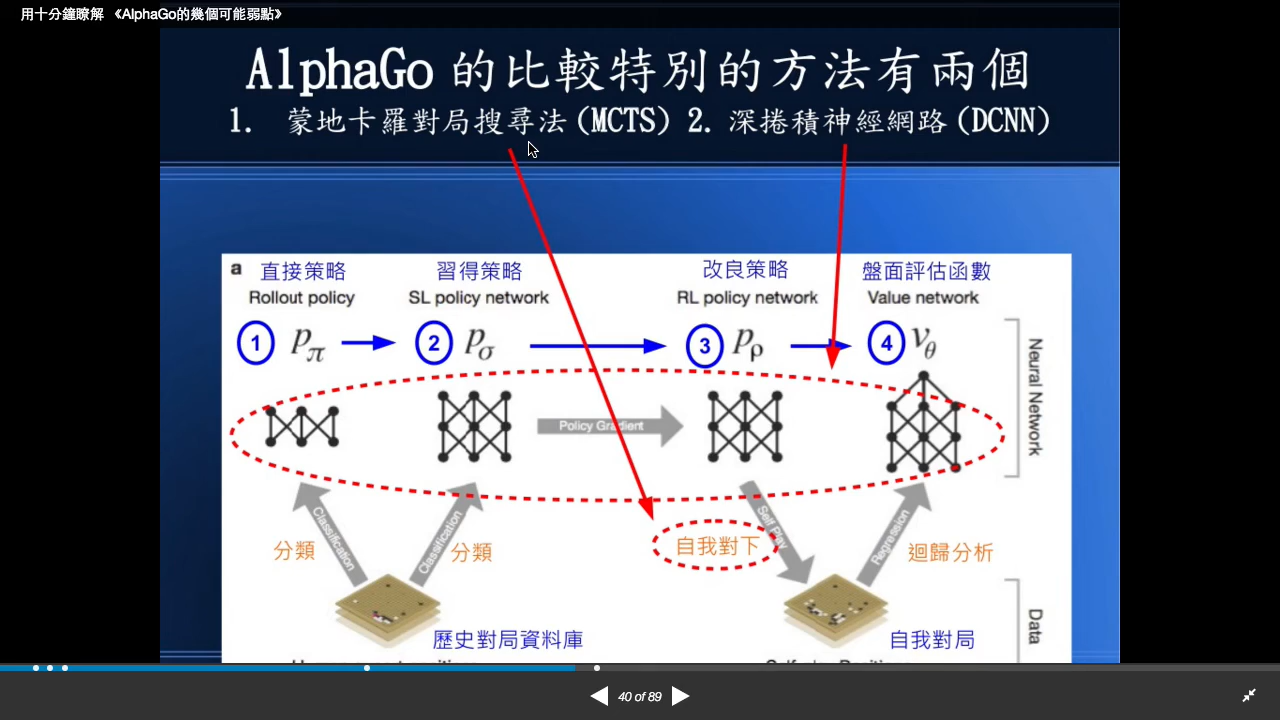 用十分鐘瞭解 《AlphaGo的幾個可能弱點》
AlphaGo 的比較特別的方法有兩個
1. 蒙地卡羅對局搜尋法(MCTS) 2. 深捲積神經網路(DCNN)
a 直接策略 習得策略 改良策略 盤面評估函數
Rollout policy SL policy network RL policy network Value network
1 pπ 2 pσ 3 pρ 4 vθ
Neural Network
Policy Gradient
Classification Classification Self Play Regression
分類 分類 自我對下 迴歸分析
Data
歷史對局資料庫 自我對局
40 of 89